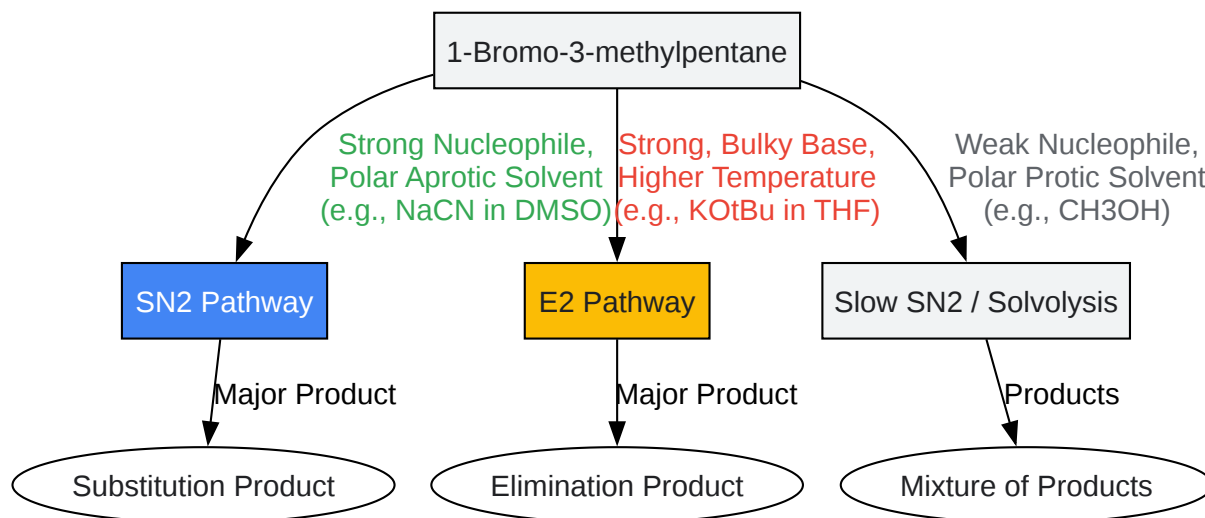 1-Bromo-3-methylpentane
Strong Nucleophile,
Polar Aprotic Solvent
(e.g., NaCN in DMSO)
Strong, Bulky Base,
Higher Temperature
(e.g., KOtBu in THF)
Weak Nucleophile,
Polar Protic Solvent
(e.g., CH3OH)
SN2 Pathway
E2 Pathway
Slow SN2 / Solvolysis
Major Product
Major Product
Products
Substitution Product
Elimination Product
Mixture of Products